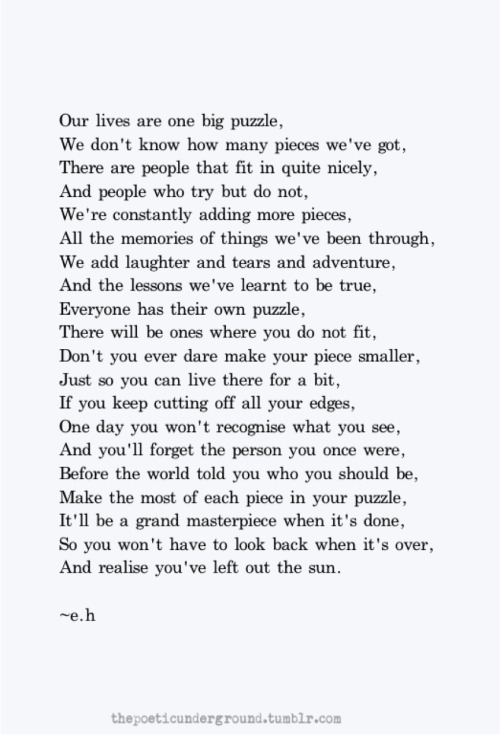 Our lives are one big puzzle,
We don't know how many pieces we've got,
There are people that fit in quite nicely,
And people who try but do not,
We're constantly adding more pieces,
All the memories of things we've been through,
We add laughter and tears and adventure,
And the lessons we've learnt to be true,
Everyone has their own puzzle,
There will be ones where you do not fit,
Don't you ever dare make your piece smaller,
Just so you can live there for a bit,
If you keep cutting off all your edges,
One day you won't recognise what you see,
And you'll forget the person you once were,
Before the world told you who you should be,
Make the most of each piece in your puzzle,
It'll be a grand masterpiece when it's done,
So you won't have to look back when it's over,
And realise you've left out the sun.
~e.h
thepoeticunderground.tumblr.com